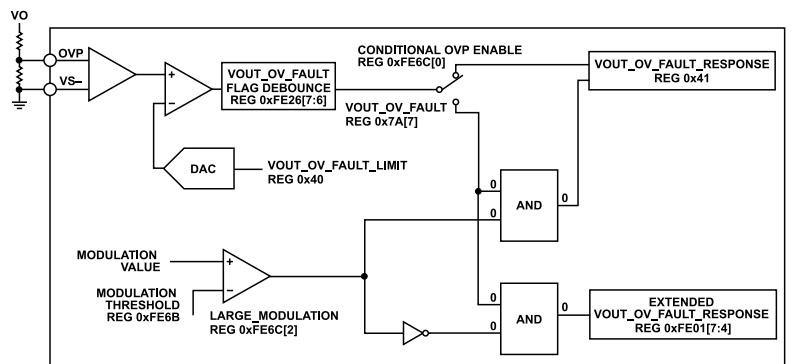 VO
OVP
VS–
+
–
VOUT_OV_FAULT
FLAG DEBOUNCE
REG 0xFE26[7:6]
CONDITIONAL OVP ENABLE
REG 0xFE6C[0]
VOUT_OV_FAULT
REG 0x7A[7]
VOUT_OV_FAULT_RESPONSE
REG 0x41
DAC
VOUT_OV_FAULT_LIMIT
REG 0x40
0
0
AND
0
MODULATION
VALUE
+
–
MODULATION
THRESHOLD
REG 0xFE6B
LARGE_MODULATION
REG 0xFE6C[2]
0
0
AND
0
EXTENDED
VOUT_OV_FAULT_RESPONSE
REG 0xFE01[7:4]